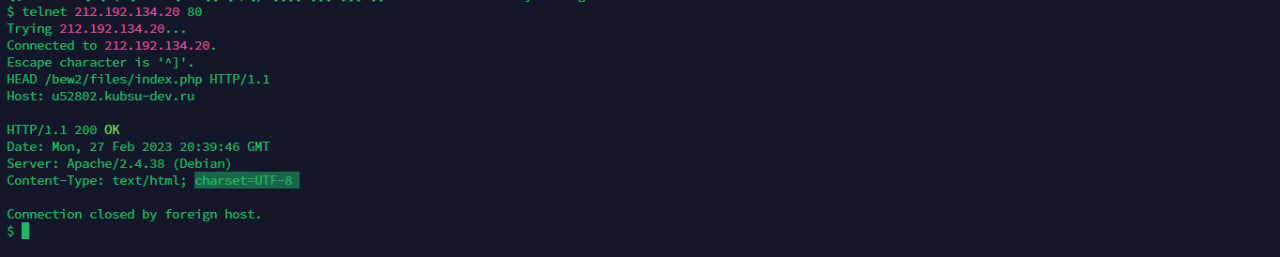 $ telnet 212.192.134.20 80
Trying 212.192.134.20...
Connected to 212.192.134.20.
Escape character is '^]'.
HEAD /bew2/files/index.php HTTP/1.1
Host: u52802.kubsu-dev.ru
HTTP/1.1 200 OK
Date: Mon, 27 Feb 2023 20:39:46 GMT
Server: Apache/2.4.38 (Debian)
Content-Type: text/html; charset=UTF-8
Connection closed by foreign host.
$